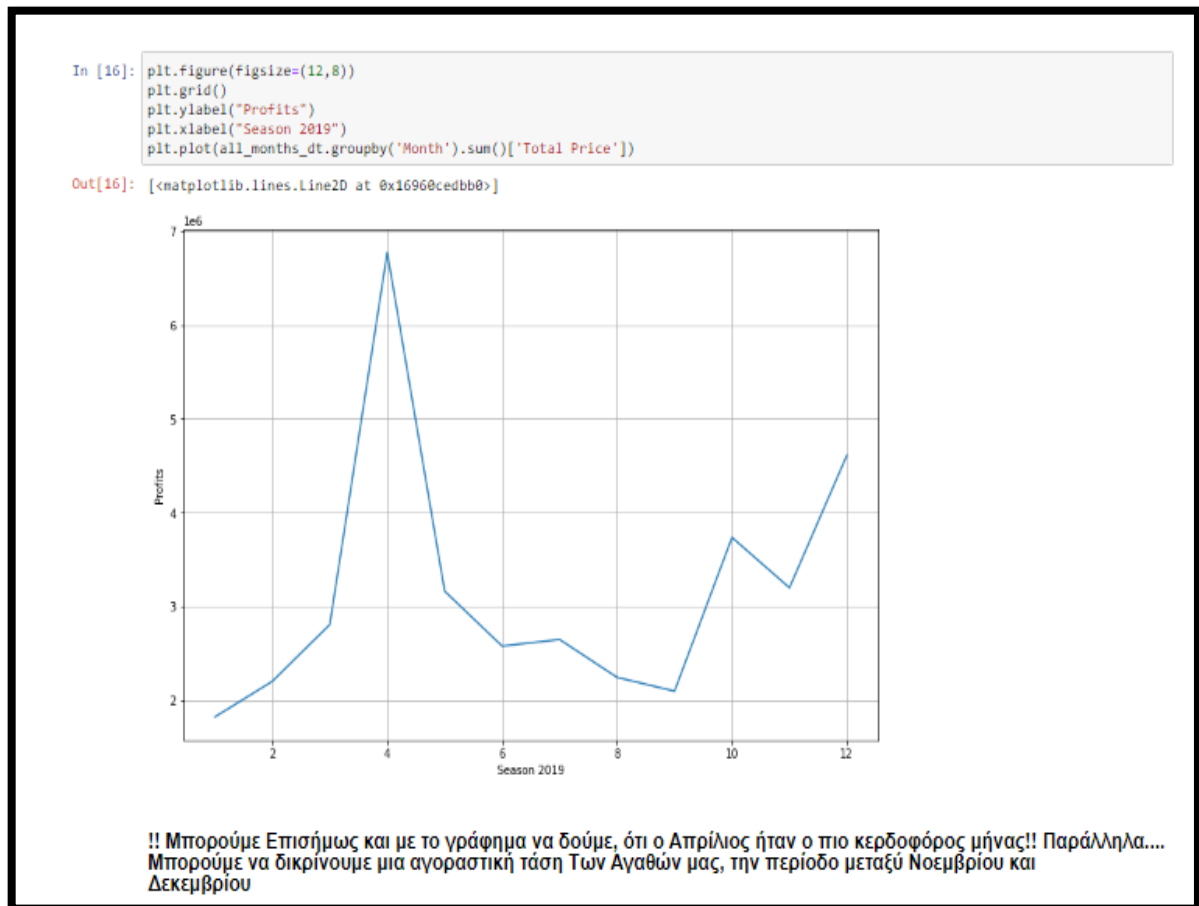 In [16]: plt.figure(figsize=(12,8))
plt.grid()
plt.ylabel("Profits")
plt.xlabel("Season 2019")
plt.plot(all_months_dt.groupby('Month').sum()['Total Price'])
Out[16]: [<matplotlib.lines.Line2D at 0x16960cedbb0>]
1e6
7
6
5
4
3
2
Profits
2 4 6 8 10 12
Season 2019
!! Μπορούμε Επισήμως και με το γράφημα να δούμε, ότι ο Απρίλιος ήταν ο πιο κερδοφόρος μήνας!! Παράλληλα....
Μπορούμε να δικρίνουμε μια αγοραστική τάση Των Αγαθών μας, την περίοδο μεταξύ Νοεμβρίου και
Δεκεμβρίου